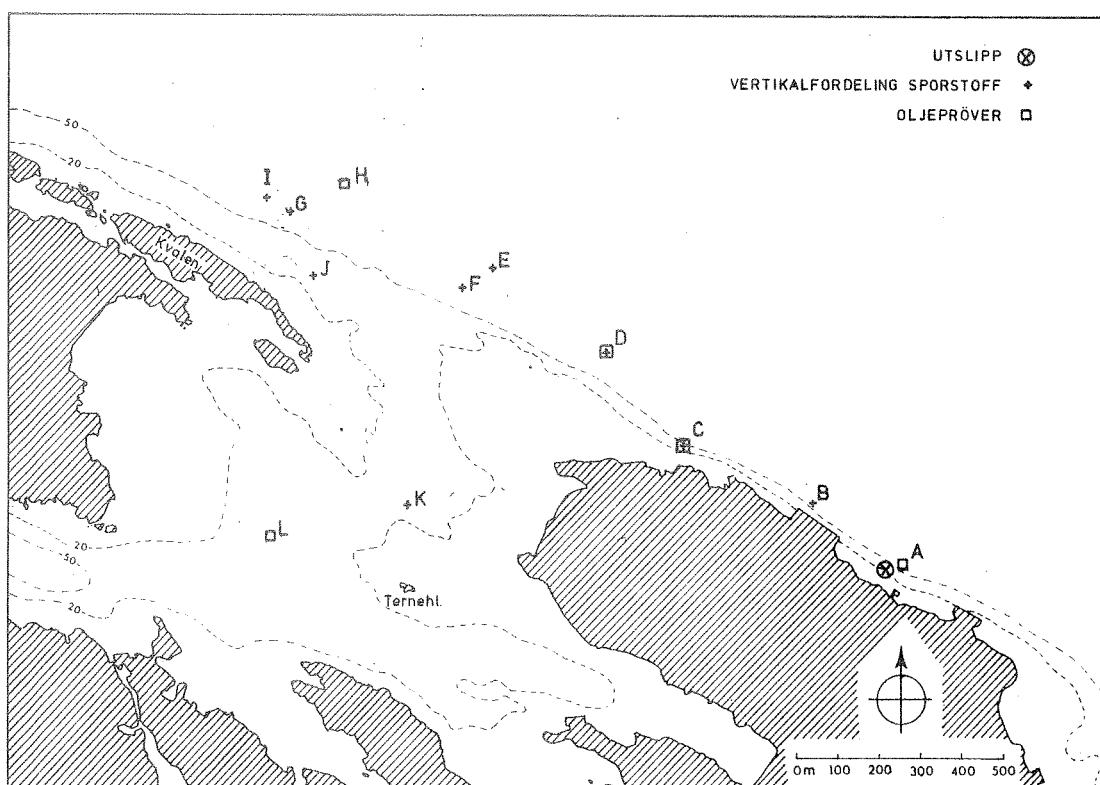 UTSLIPP
VERTIKALFORDELING SPORSTOFF
OLJEPRÖVER
50
20
I
G
H
Kvalen
J
E
F
D
C
B
A
K
L
20
50
20
Ternehl.
P
0m 100 200 300 400 500